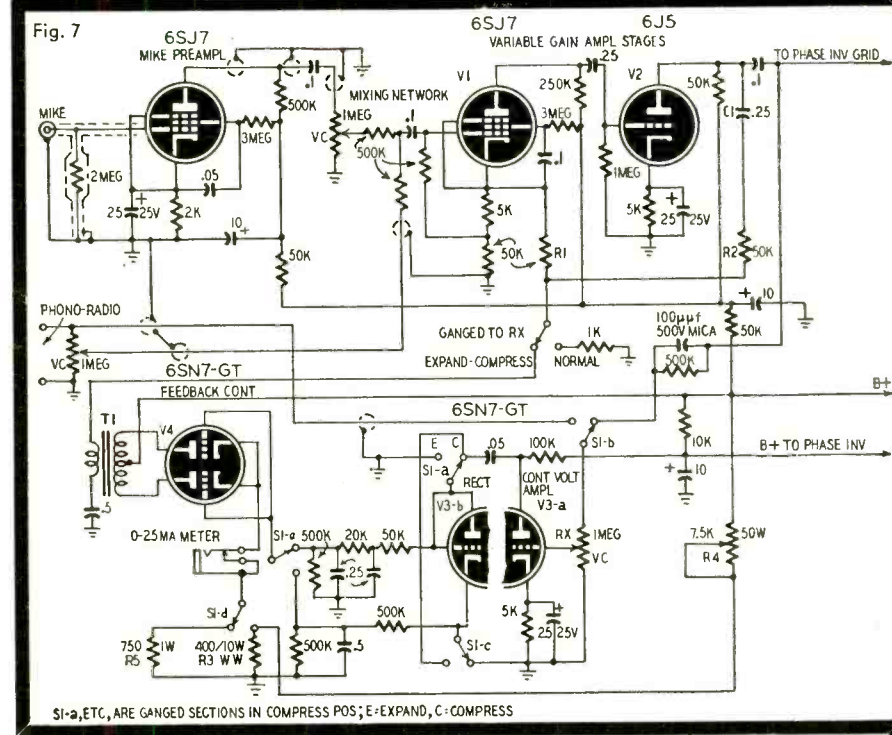 Fig. 7
6SJ7
MIKE PREAMPL
6SJ7
6J5
VARIABLE GAIN AMPL STAGES
.25
TO PHASE INV GRID
V1
V2
.1
500K
MIXING NETWORK
250K
50K
C1
.25
MIKE
1MEG
.1
3MEG
VC
3MEG
500K
.1
2MEG
.05
1MEG
25
25V
2K
5K
5K
25
25V
10
50K
R1
R2
50K
50K
10
PHONO-RADIO
100µµf
500V MICA
50K
GANGED TO RX
1K
VC
1MEG
EXPAND-COMPRESS
NORMAL
500K
6SN7-GT
FEEDBACK CONT
B+
6SN7-GT
T1
V4
E
C
.05
100K
S1-b
10K
B+ TO PHASE INV
S1-a
RECT
CONT VOLT
AMPL
10
.5
V3-b
V3-a
0-25MA METER
S1-e
500K
20K
50K
RX
1MEG
VC
7.5K
50W
R4
.25
S1-d
500K
5K
25
25V
750
R5
1W
400/10W
R3 WW
500K
.5
S1-c
S1-a,ETC, ARE GANGED SECTIONS IN COMPRESS POS; E=EXPAND, C=COMPRESS